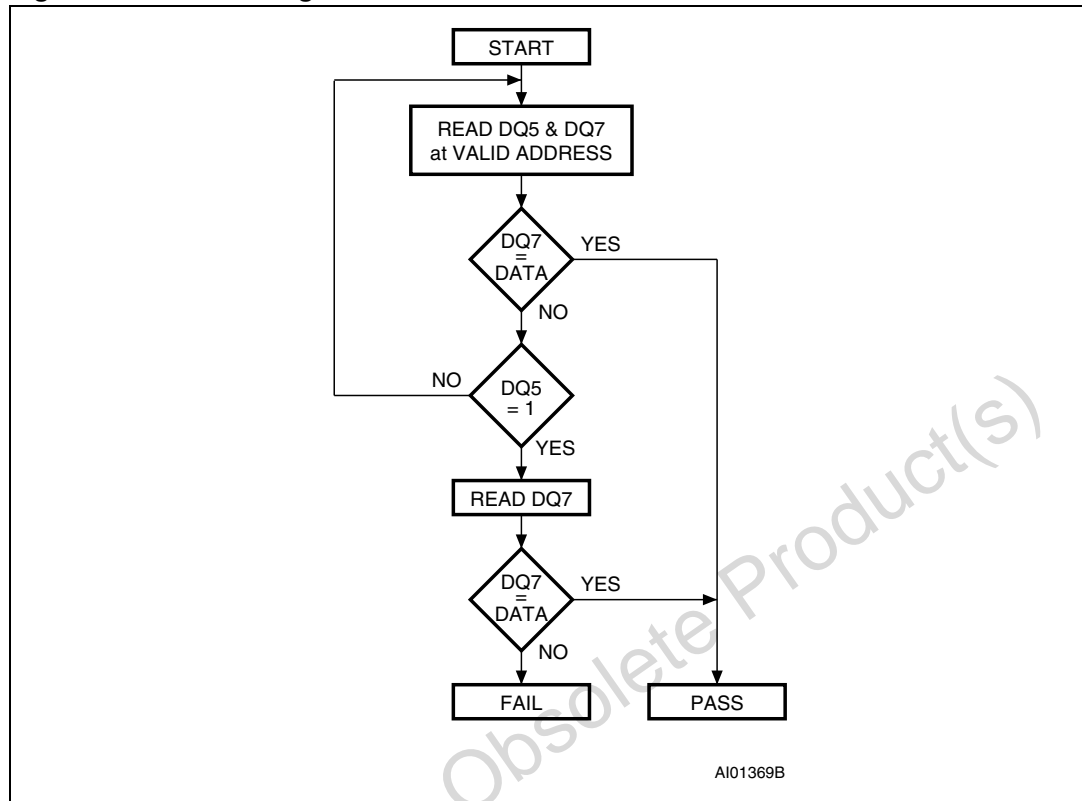 START
READ DQ5 & DQ7
at VALID ADDRESS
DQ7
=
DATA
YES
NO
DQ5
= 1
NO
YES
READ DQ7
DQ7
=
DATA
YES
NO
FAIL
PASS
AI01369B
Obsolete Product(s)